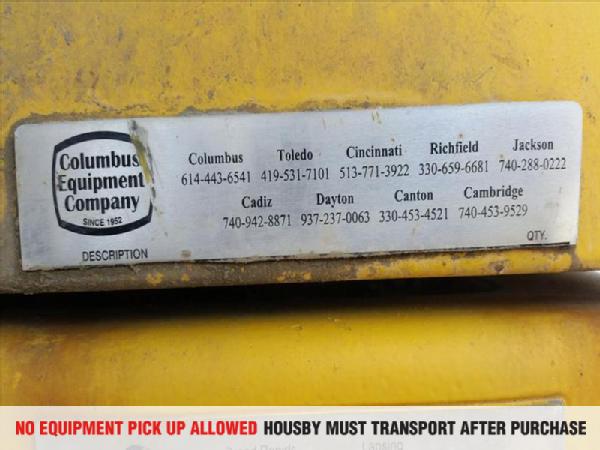 Columbus
Equipment
Company
SINCE 1952
Columbus Toledo Cincinnati Richfield Jackson
614-443-6541 419-531-7101 513-771-3922 330-659-6681 740-288-0222
Cadiz Dayton Canton Cambridge
740-942-8871 937-237-0063 330-453-4521 740-453-9529
DESCRIPTION QTY.
NO EQUIPMENT PICK UP ALLOWED HOUSBY MUST TRANSPORT AFTER PURCHASE
Lansing